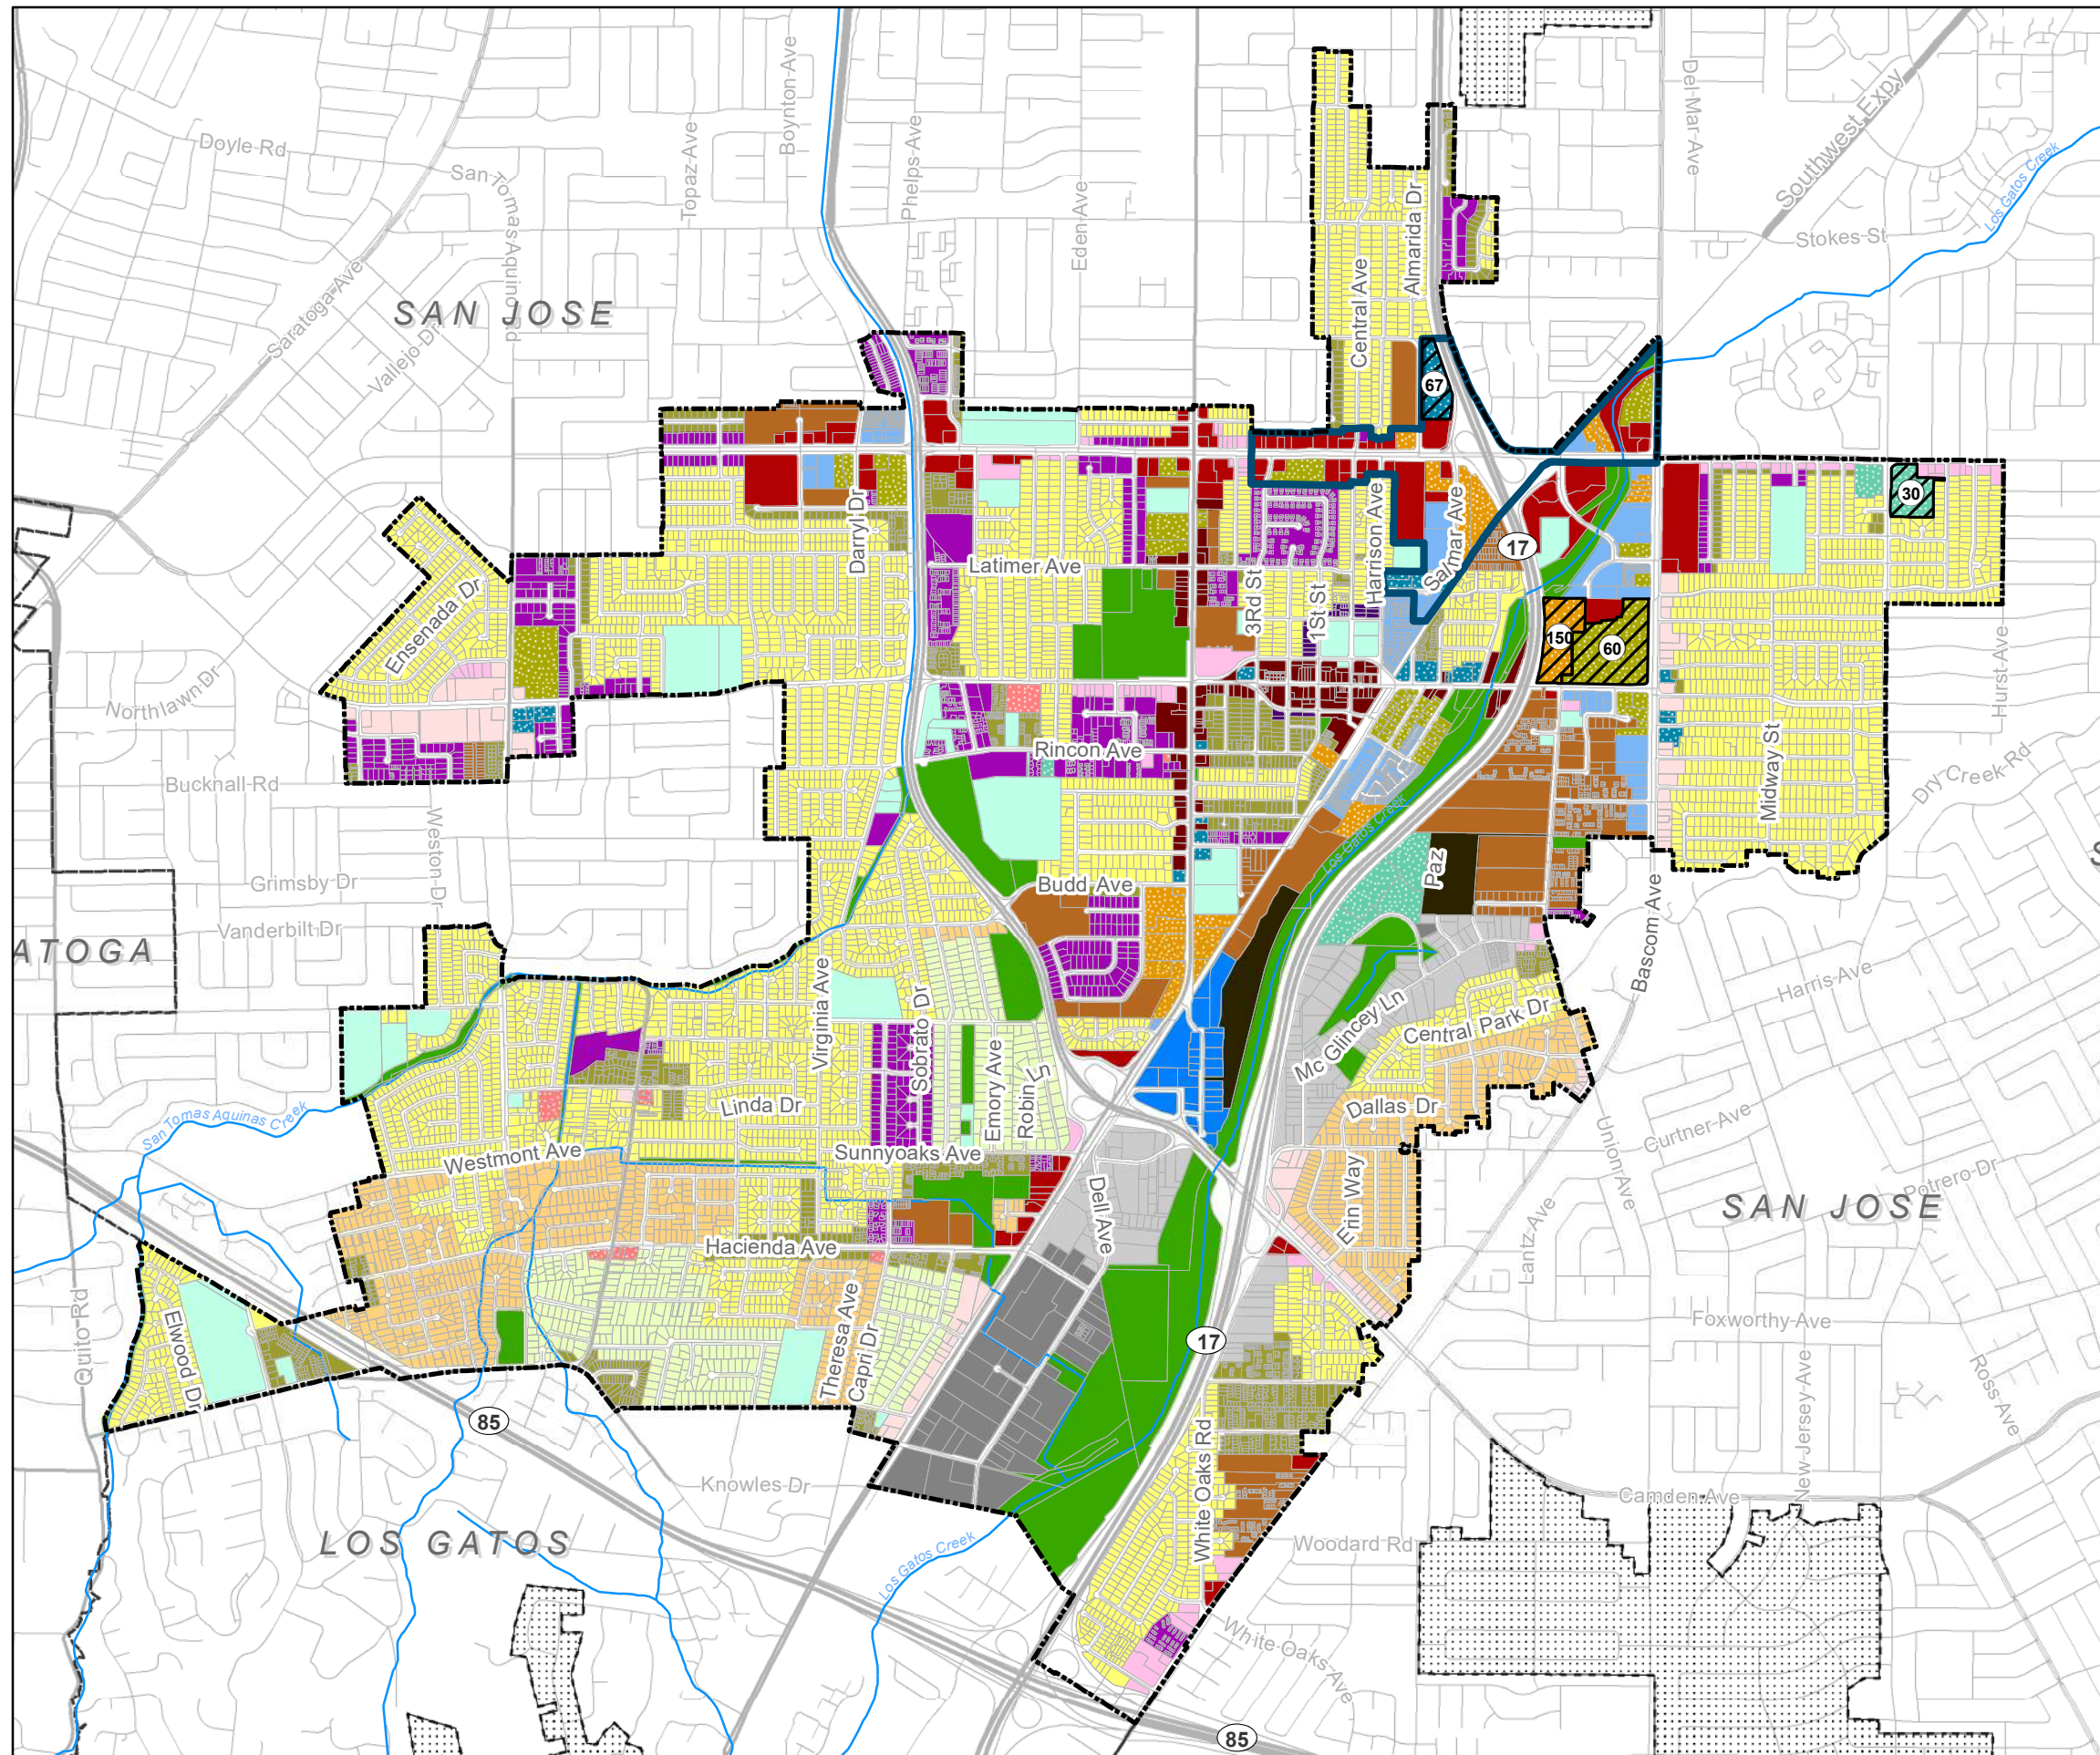 Doyle Rd
San Tomas Aquino Rd
Topaz Ave
Boynton Ave
Phelps Ave
Eden Ave
Del Mar Ave
Southwest Expy
Los Gatos Creek
Stokes St
Almarida Dr
Central Ave
Saratoga Ave
Vallejo Dr
SAN JOSE
67
30
Darryl Dr
Latimer Ave
3Rd St
1St St
Harrison Ave
Salmar Ave
17
Ensenada Dr
150
60
Hurst Ave
Northlawn Dr
Bucknall Rd
Rincon Ave
Midway St
Dry Creek Rd
Weston Dr
Grimsby Dr
Vanderbilt Dr
Budd Ave
Los Gatos Creek
Paz
S
ATOGA
Bascom Ave
Harris Ave
Virginia Ave
Sobrato Dr
Emory Ave
Robin Ln
Mc Glincey Ln
Central Park Dr
Linda Dr
Dallas Dr
San Tomas Aquinas Creek
Westmont Ave
Sunnyoaks Ave
Union Ave
Curtner Ave
Potrero Dr
SAN JOSE
Dell Ave
Erin Way
Lantz Ave
Hacienda Ave
Quito Rd
Elwood Dr
Theresa Ave
Capri Dr
17
Foxworthy Ave
Ross Ave
New Jersey Ave
85
White Oaks Rd
Knowles Dr
Camden Ave
LOS GATOS
Los Gatos Creek
Woodard Rd
White Oaks Ave
85